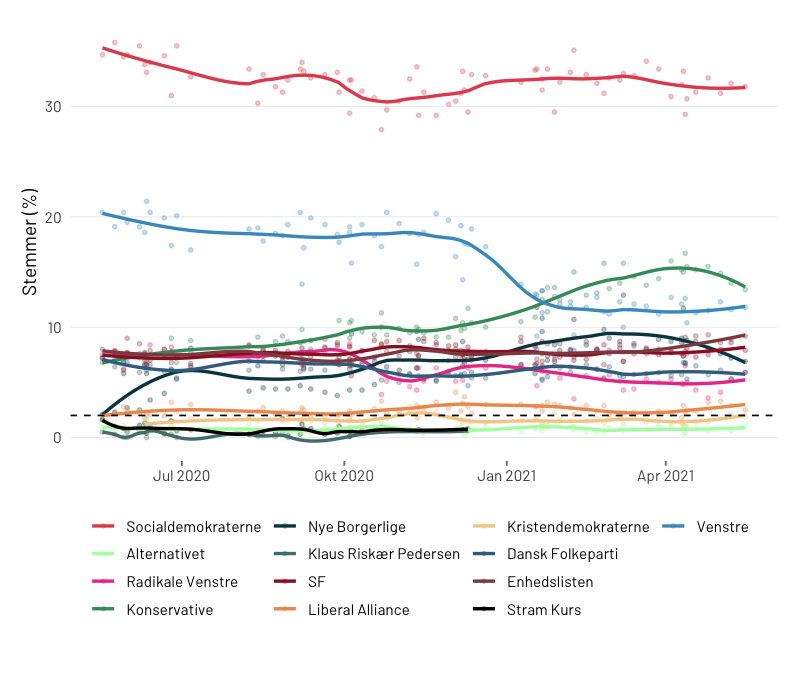 Stemmer (%)
30
20
10
0
Jul 2020 Okt 2020 Jan 2021 Apr 2021
Socialdemokraterne Nye Borgerlige Kristendemokraterne Venstre
Alternativet Klaus Riskær Pedersen Dansk Folkeparti
Radikale Venstre SF Enhedslisten
Konservative Liberal Alliance Stram Kurs